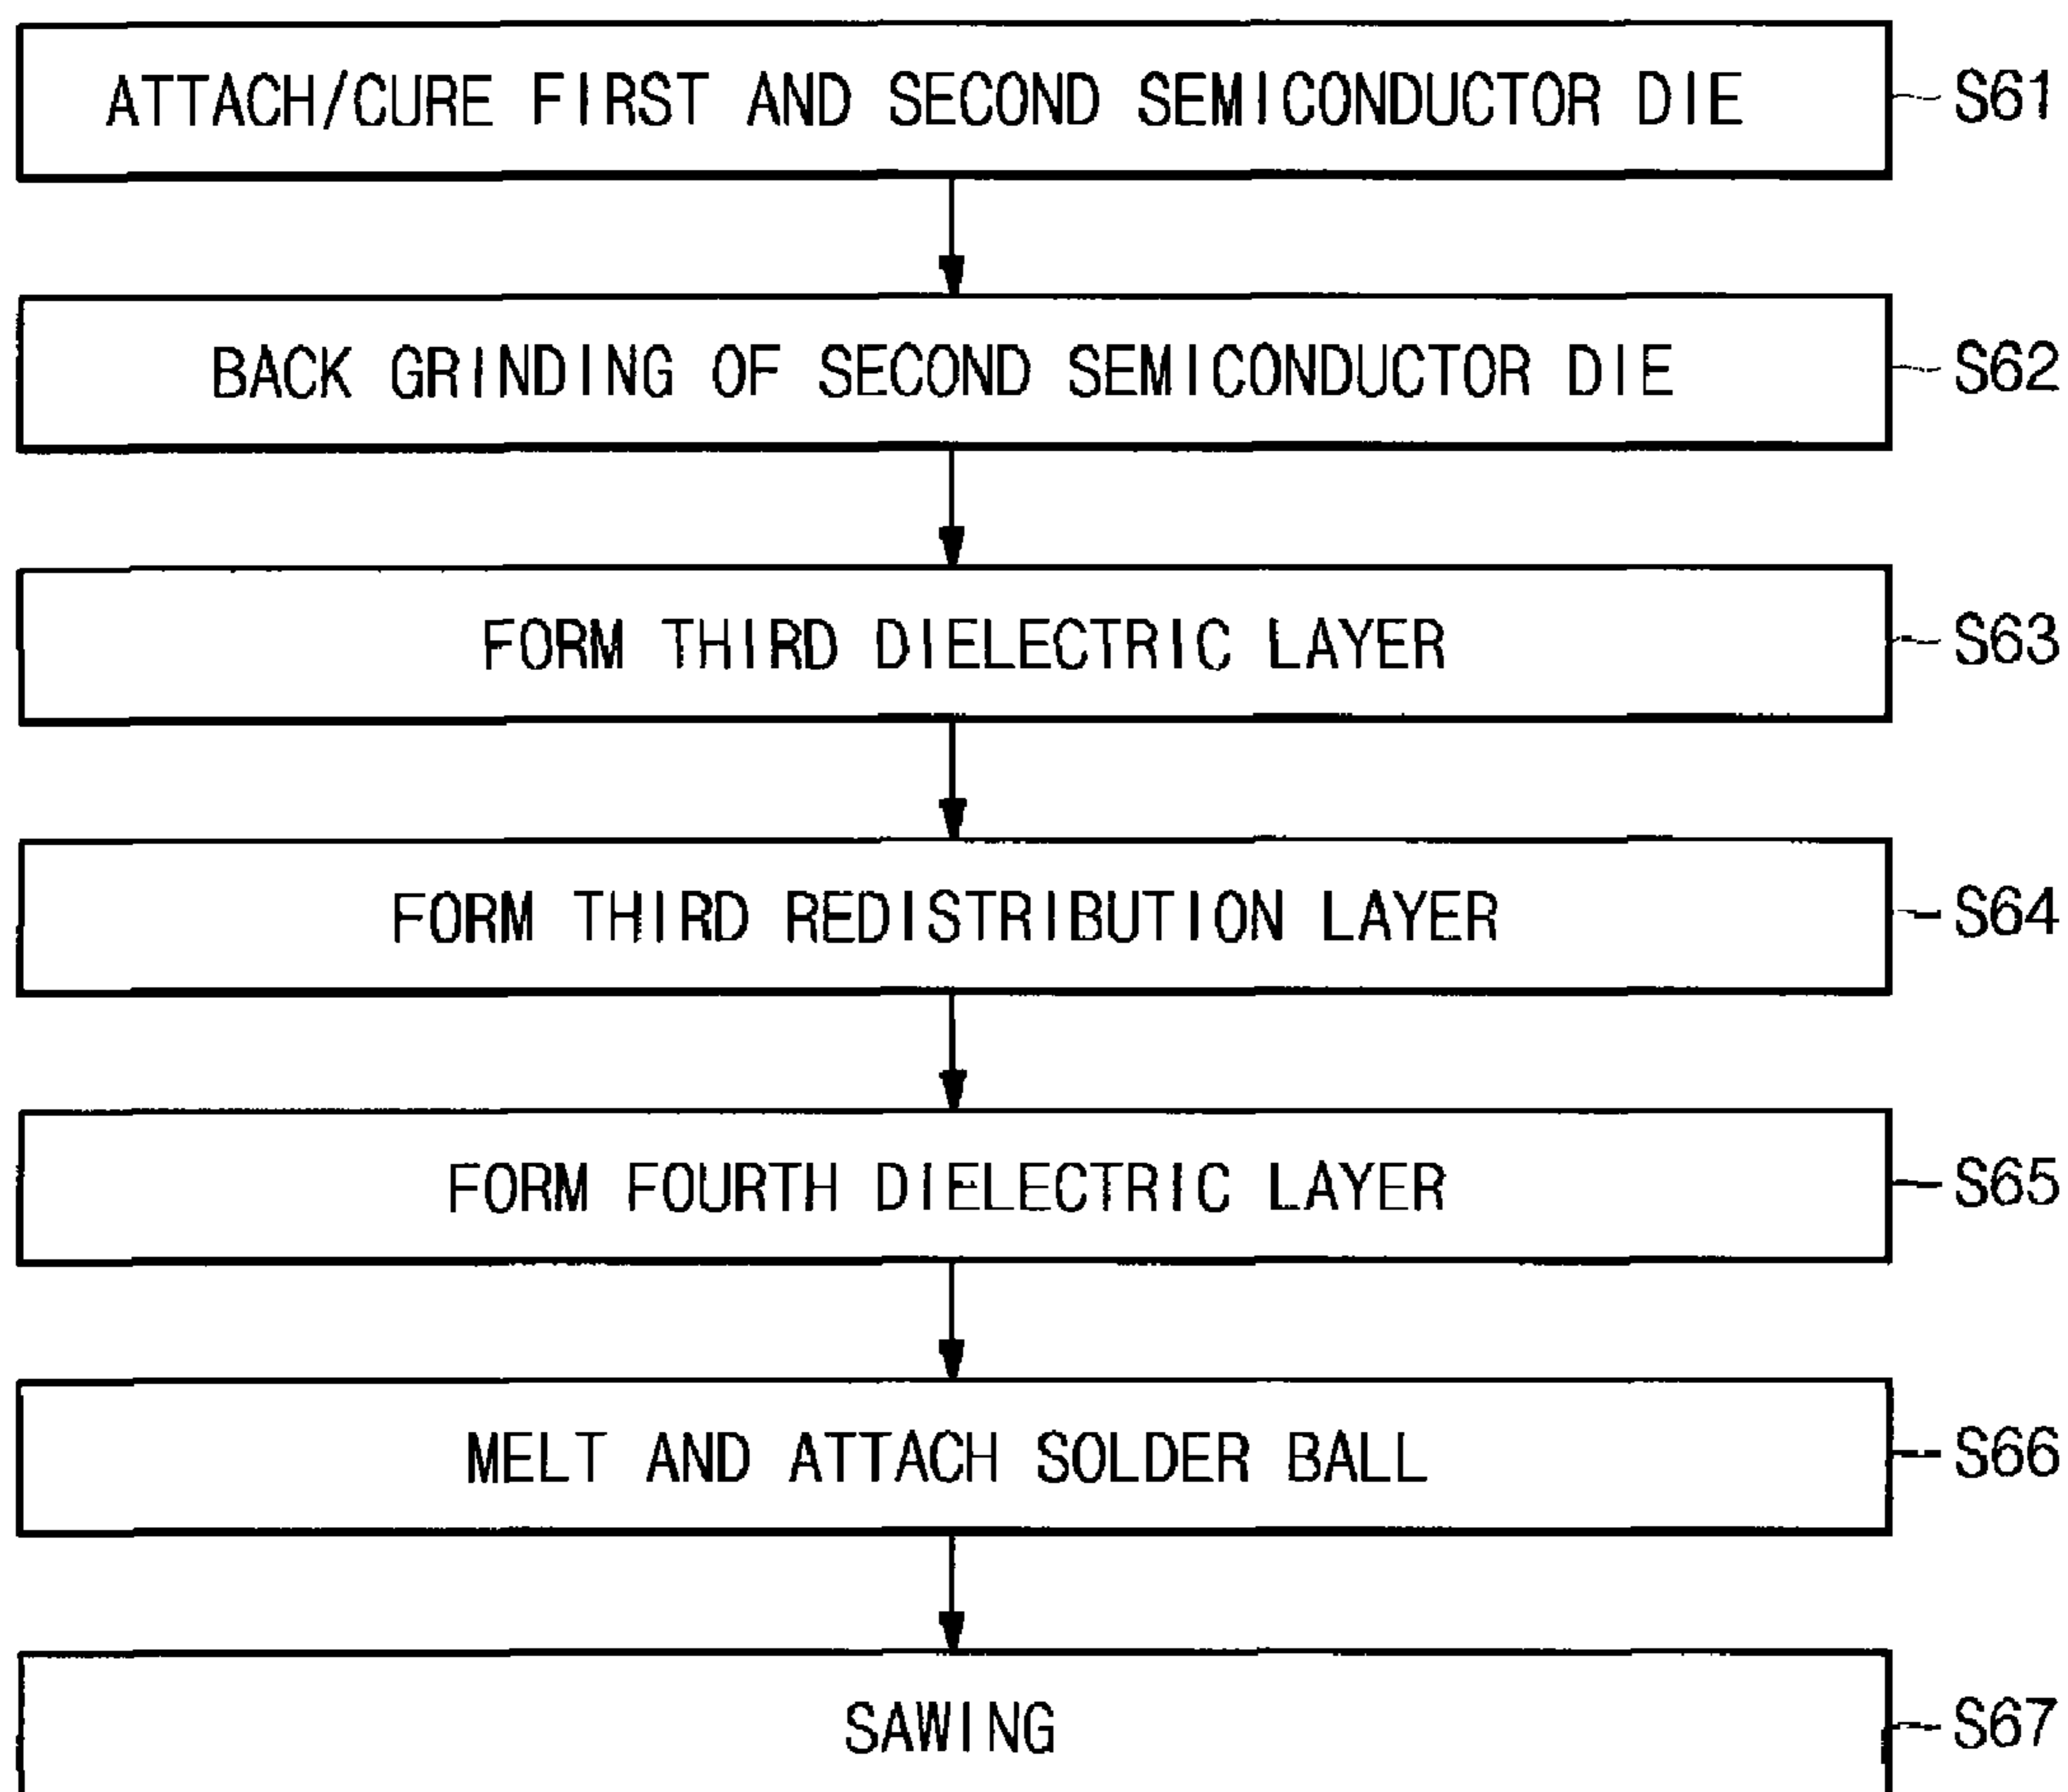 ATTACH/CURE FIRST AND SECOND SEMICONDUCTOR DIE S61
BACK GRINDING OF SECOND SEMICONDUCTOR DIE S62
FORM THIRD DIELECTRIC LAYER S63
FORM THIRD REDISTRIBUTION LAYER S64
FORM FOURTH DIELECTRIC LAYER S65
MELT AND ATTACH SOLDER BALL S66
SAWING S67